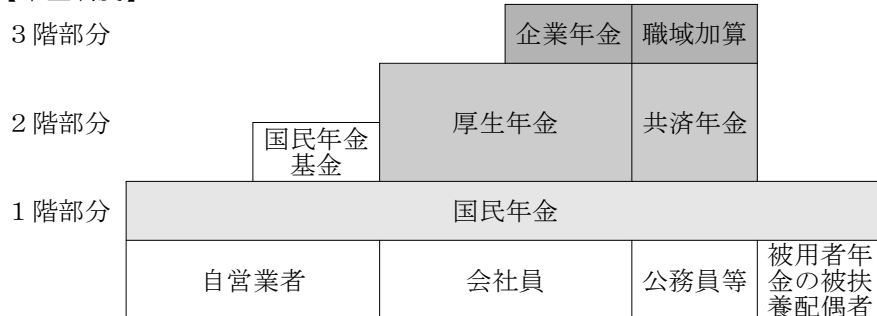 3階部分
企業年金
職域加算
2階部分
国民年金
基金
厚生年金
共済年金
1階部分
国民年金
自営業者
会社員
公務員等
被用者年
金の被扶
養配偶者